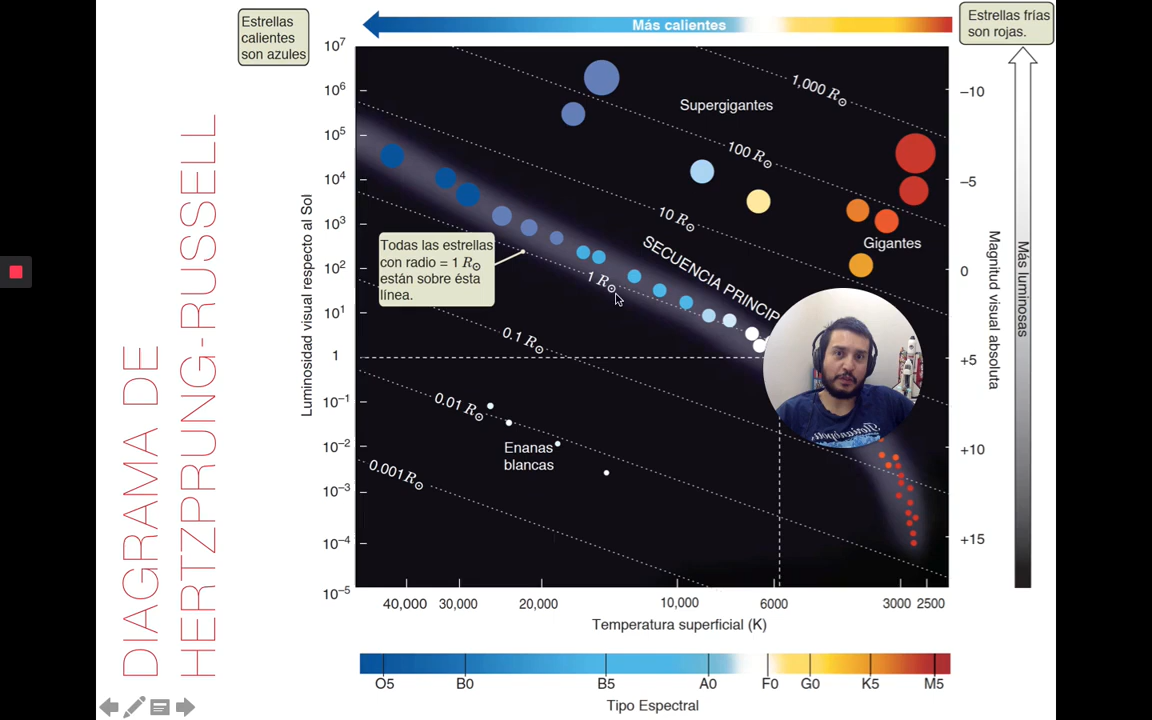 DIAGRAMA DE
HERTZPRUNG-RUSSELL
Estrellas
calientes
son azules
Más calientes
Estrellas frías
son rojas.
Luminosidad visual respecto al Sol
10⁷
10⁶
10⁵
10⁴
10³
10²
10¹
1
10⁻¹
10⁻²
10⁻³
10⁻⁴
10⁻⁵
1,000 R⊙
Supergigantes
100 R⊙
10 R⊙
Gigantes
SECUENCIA PRINCIP
Todas las estrellas
con radio = 1 R⊙
están sobre ésta
línea.
1 R⊙
0.1 R⊙
0.01 R⊙
Enanas
blancas
0.001 R⊙
−10
−5
0
+5
+10
+15
Magnitud visual absoluta
Más luminosas
40,000 30,000 20,000 10,000 6000 3000 2500
Temperatura superficial (K)
O5 B0 B5 A0 F0 G0 K5 M5
Tipo Espectral